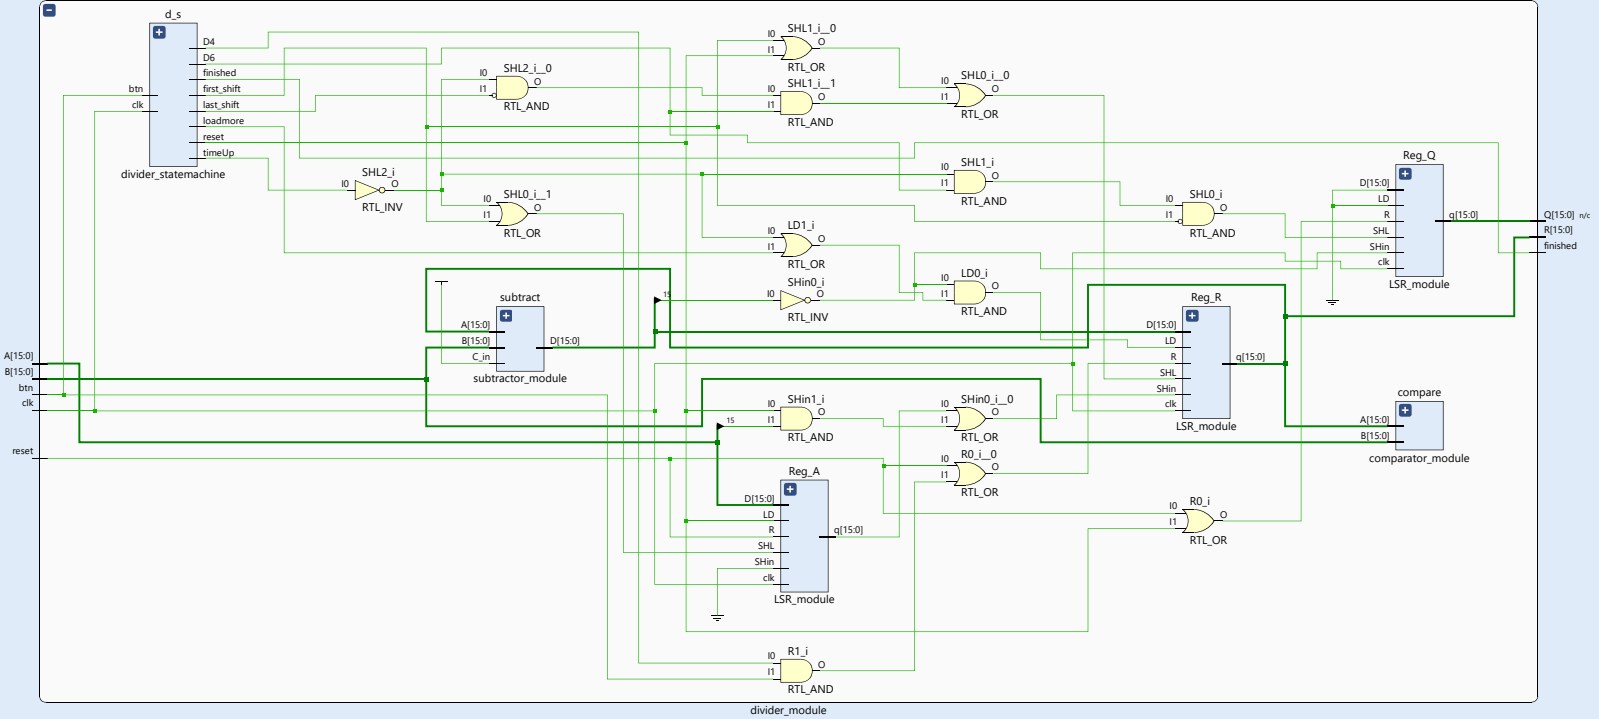 d_s
D4
D6
finished
first_shift
last_shift
loadmore
reset
timeUp
btn
clk
divider_statemachine
SHL2_i
I0
O
RTL_INV
SHL2_i__0
I0
I1
O
RTL_AND
SHL0_i__1
I0
I1
O
RTL_OR
SHL1_i__0
I0
I1
O
RTL_OR
SHL1_i__1
I0
I1
O
RTL_AND
SHL0_i__0
I0
I1
O
RTL_OR
SHL1_i
I0
I1
O
RTL_AND
SHL0_i
I0
I1
O
RTL_AND
LD1_i
I0
I1
O
RTL_OR
SHin0_i
15
I0
O
RTL_INV
LD0_i
I0
I1
O
RTL_AND
Reg_Q
D[15:0]
LD
R
SHL
SHin
clk
q[15:0]
LSR_module
Q[15:0] n/c
R[15:0]
finished
subtract
A[15:0]
B[15:0]
C_in
D[15:0]
subtractor_module
Reg_R
D[15:0]
LD
R
SHL
SHin
clk
q[15:0]
LSR_module
A[15:0]
B[15:0]
btn
clk
reset
compare
A[15:0]
B[15:0]
comparator_module
SHin1_i
15
I0
I1
O
RTL_AND
SHin0_i__0
I0
I1
O
RTL_OR
R0_i__0
I0
I1
O
RTL_OR
Reg_A
D[15:0]
LD
R
SHL
SHin
clk
q[15:0]
LSR_module
R0_i
I0
I1
O
RTL_OR
R1_i
I0
I1
O
RTL_AND
divider_module